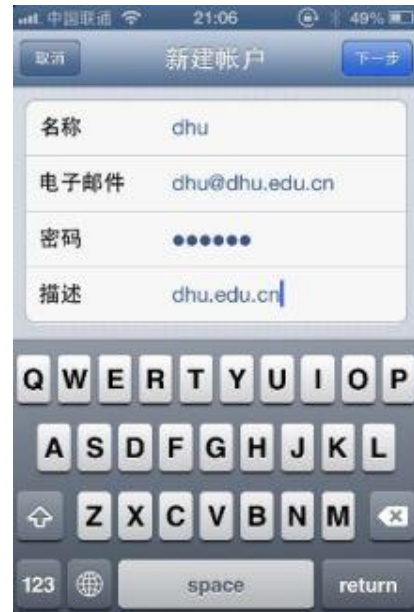 中国联通 21:06 49%
取消 新建帐户 下一步
名称 dhu
电子邮件 dhu@dhu.edu.cn
密码 ●●●●●●
描述 dhu.edu.cn
Q W E R T Y U I O P
A S D F G H J K L
Z X C V B N M
123 space return